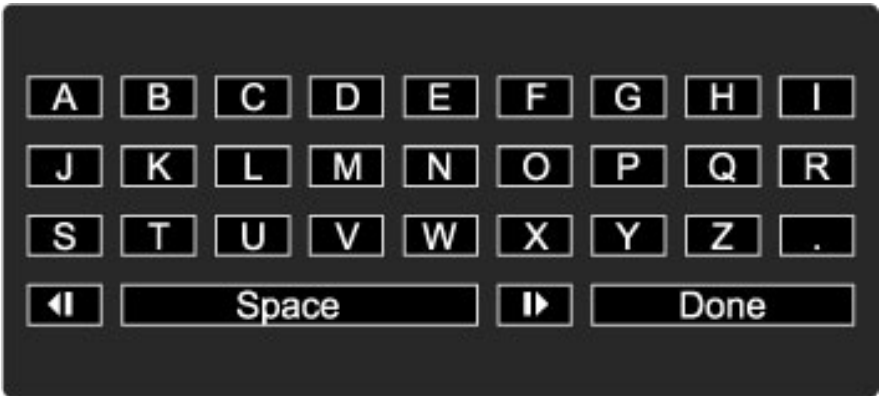 A B C D E F G H I
J K L M N O P Q R
S T U V W X Y Z .
Space Done